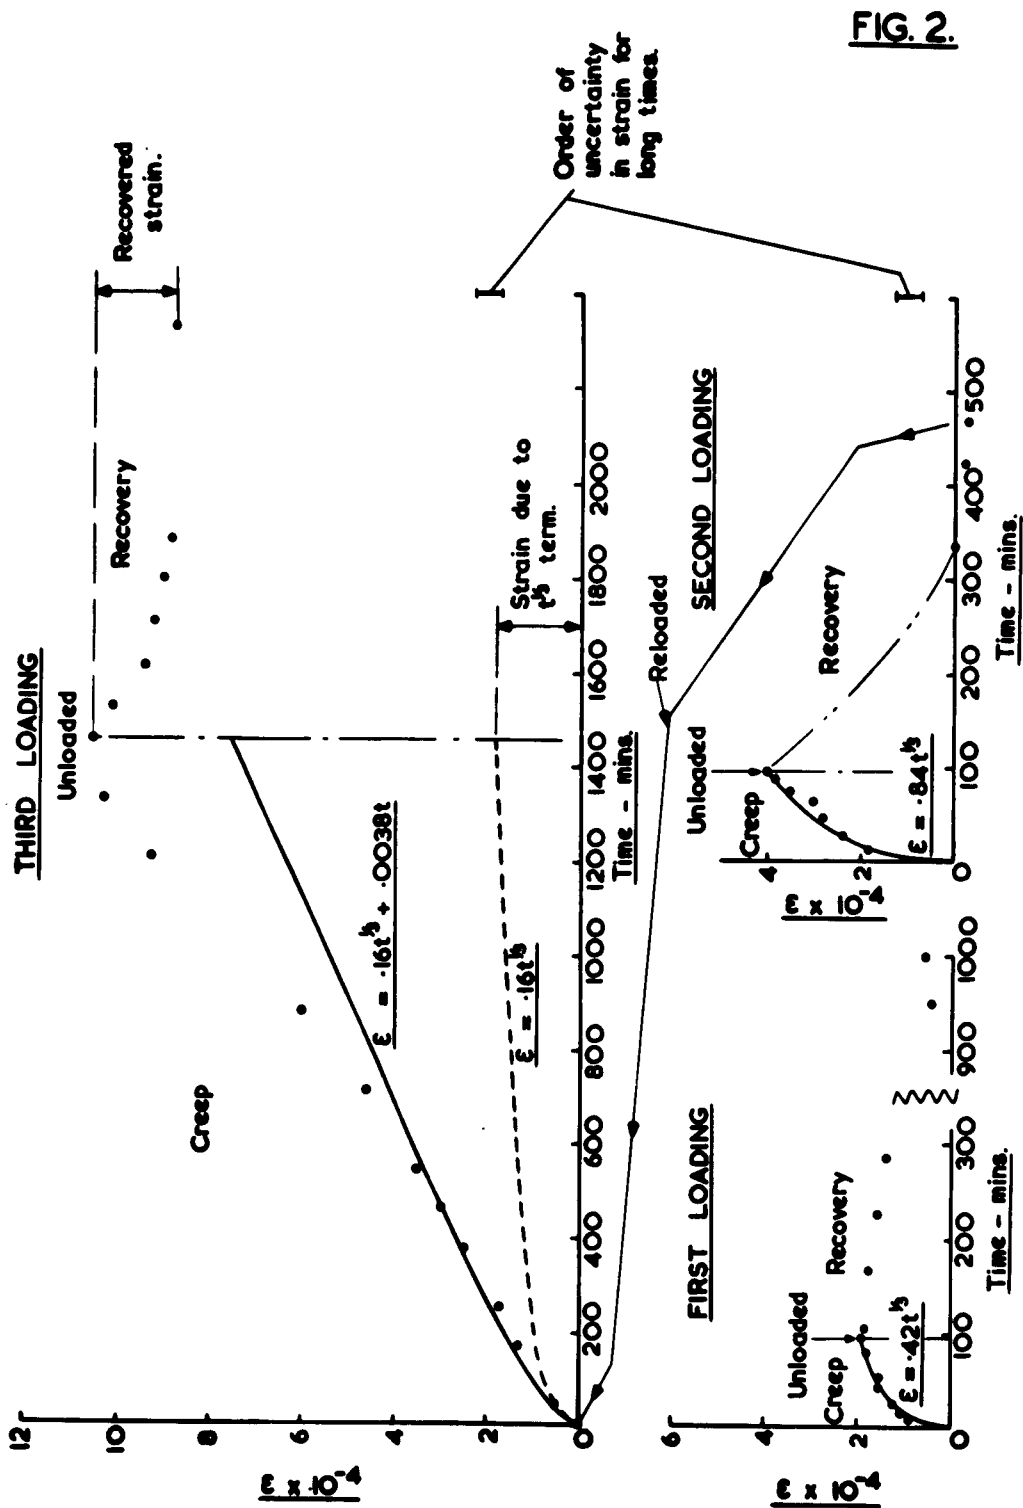 FIG. 2.
THIRD LOADING
Unloaded
Recovery
Recovered
strain.
Creep
ε = ·16t⅓ + ·0038t
ε = ·16t⅓
Strain due to
t⅓ term.
Order of
uncertainty
in strain for
long times.
ε × 10⁻⁴
12
10
8
6
4
2
0
200
400
600
800
1000
1200
1400
1600
1800
2000
Time - mins.
Reloaded
FIRST LOADING
Unloaded
Creep
Recovery
ε = ·42t⅓
ε × 10⁻⁴
6
4
2
0
100
200
300
900
1000
Time - mins.
SECOND LOADING
Unloaded
Creep
Recovery
ε = ·84t⅓
ε × 10⁻⁴
4
2
0
100
200
300
400
500
Time - mins.